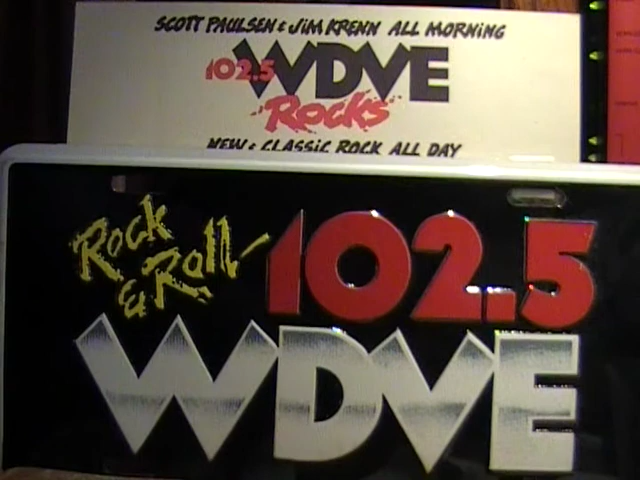 SCOTT PAULSEN & JIM KRENN ALL MORNING
102.5 WDVE
Rocks
NEW & CLASSIC ROCK ALL DAY
Rock & Roll 102.5
WDVE